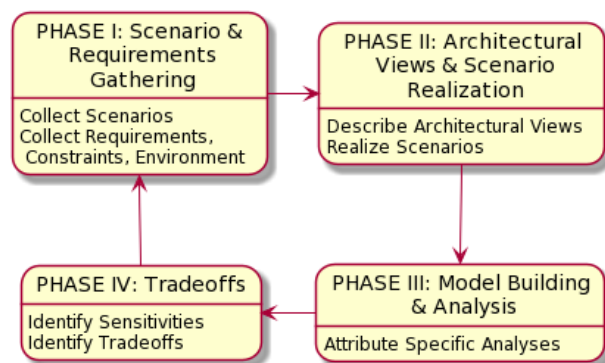 PHASE I: Scenario &
Requirements
Gathering
Collect Scenarios
Collect Requirements,
Constraints, Environment
PHASE II: Architectural
Views & Scenario
Realization
Describe Architectural Views
Realize Scenarios
PHASE IV: Tradeoffs
Identify Sensitivities
Identify Tradeoffs
PHASE III: Model Building
& Analysis
Attribute Specific Analyses